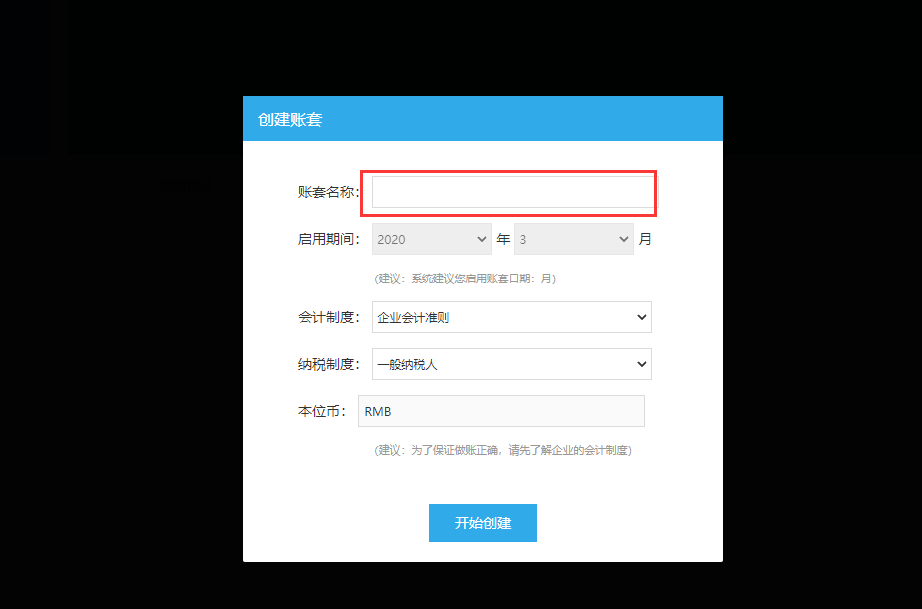 创建账套
账套名称：
启用期间： 2020 年 3 月
(建议：系统建议您启用账套日期：月)
会计制度： 企业会计准则
纳税制度： 一般纳税人
本位币： RMB
(建议：为了保证做账正确，请先了解企业的会计制度)
开始创建